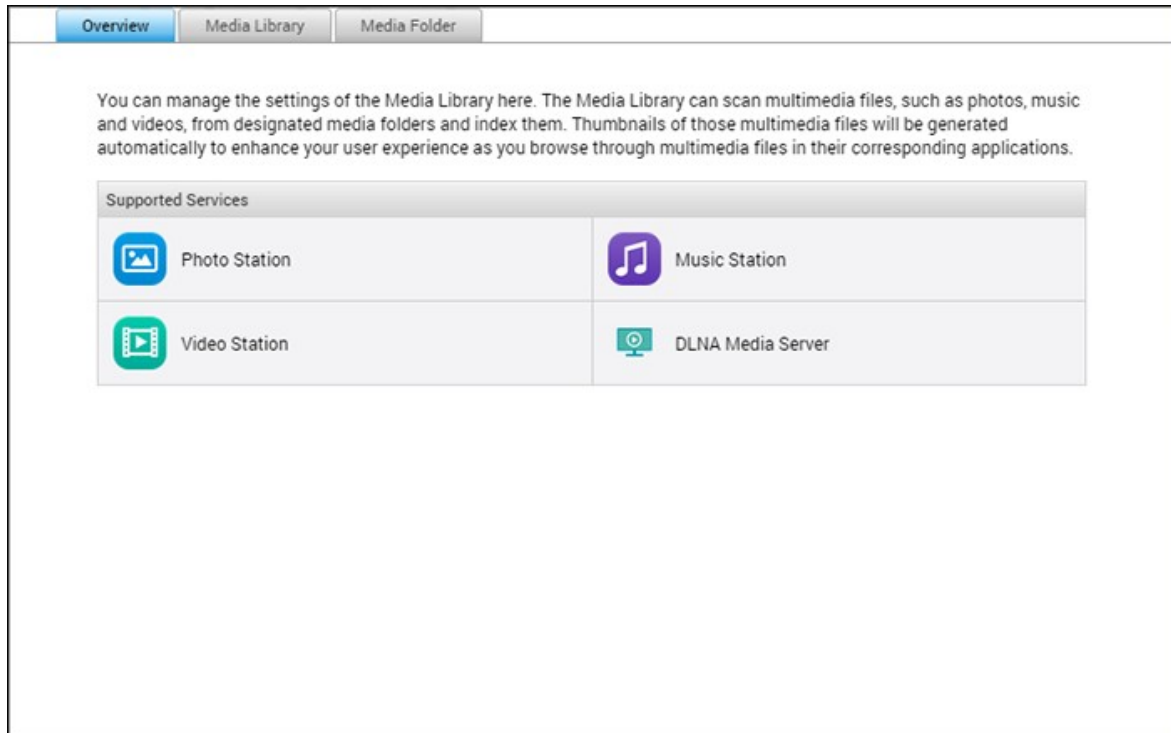 Overview
Media Library
Media Folder
You can manage the settings of the Media Library here. The Media Library can scan multimedia files, such as photos, music
and videos, from designated media folders and index them. Thumbnails of those multimedia files will be generated
automatically to enhance your user experience as you browse through multimedia files in their corresponding applications.
Supported Services
Photo Station
Music Station
Video Station
DLNA Media Server